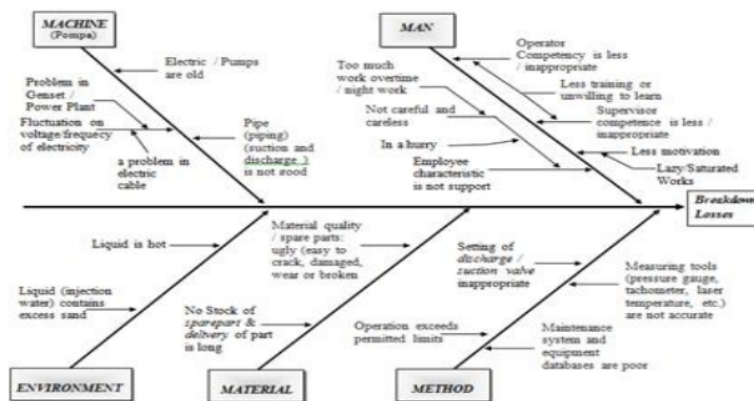 MACHINE
(Pompa)
Electric / Pumps
are old
Problem in
Genset /
Power Plant
Fluctuation on
voltage/frequecy
of electricity
a problem in
electric
cable
Pipe
(piping)
(suction and
discharge )
is not good
MAN
Operator
Competency is less
/ inappropriate
Too much
work overtime
/ night work
Less training or
unwilling to learn
Not careful and
careless
Supervisor
competence is less /
inappropriate
In a hurry
Less motivation
Employee
characteristic
is not support
Lazy/Saturated
Works
Breakdown
Losses
Liquid is hot
Liquid (injection
water) contains
excess sand
ENVIRONMENT
Material quality
/ spare parts:
ugly (easy to
crack, damaged,
wear or broken
No Stock of
sparepart &
delivery of part
is long
MATERIAL
Setting of
discharge /
suction valve
inappropriate
Measuring tools
(pressure gauge,
tachometer, laser
temperature, etc.)
are not accurate
Operation exceeds
permitted limits
Maintenance
system and
equipment
databases are poor
METHOD